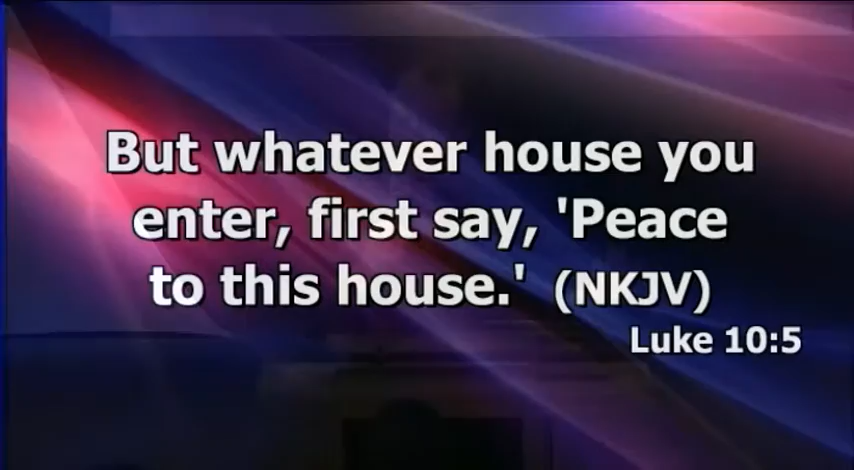 But whatever house you
enter, first say, 'Peace
to this house.' (NKJV)
Luke 10:5